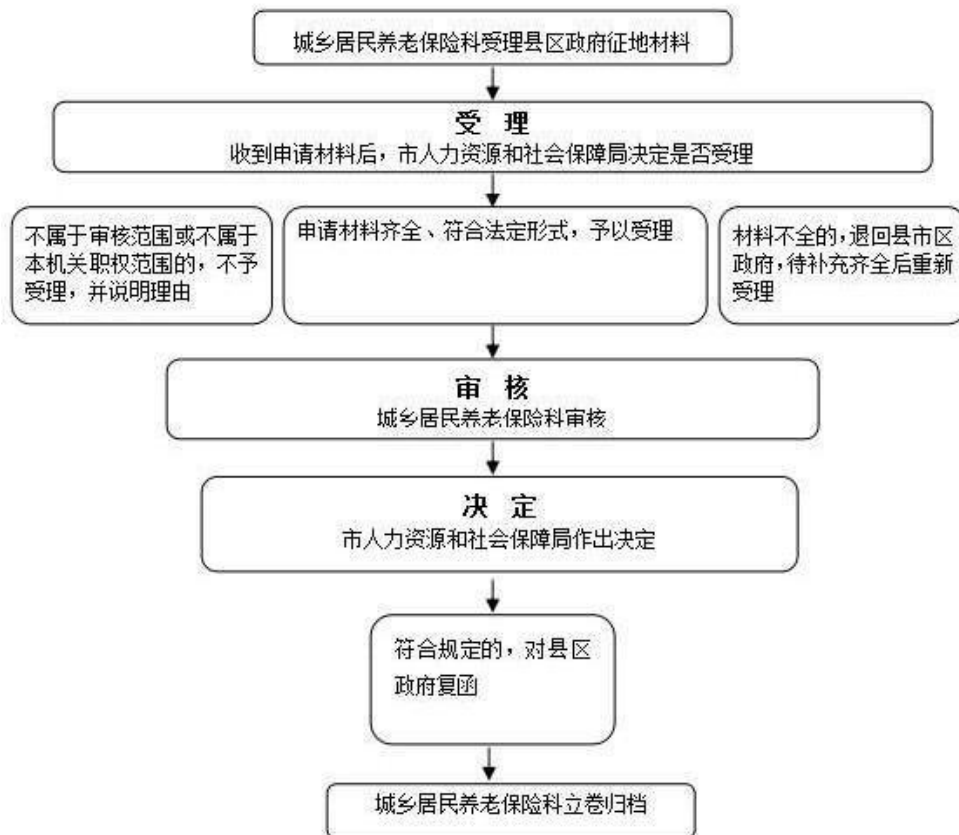 城乡居民养老保险科受理县区政府征地材料
受 理
收到申请材料后，市人力资源和社会保障局决定是否受理
不属于审核范围或不属于
本机关职权范围的，不予
受理，并说明理由
申请材料齐全、符合法定形式，予以受理
材料不全的，退回县市区
政府，待补充齐全后重新
受理
审 核
城乡居民养老保险科审核
决 定
市人力资源和社会保障局作出决定
符合规定的，对县区
政府复函
城乡居民养老保险科立卷归档